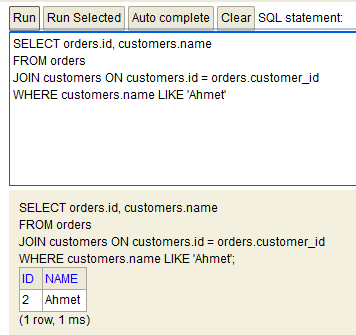 Run Run Selected Auto complete Clear SQL statement:
SELECT orders.id, customers.name
FROM orders
JOIN customers ON customers.id = orders.customer_id
WHERE customers.name LIKE 'Ahmet'
SELECT orders.id, customers.name
FROM orders
JOIN customers ON customers.id = orders.customer_id
WHERE customers.name LIKE 'Ahmet';
ID NAME
2 Ahmet
(1 row, 1 ms)